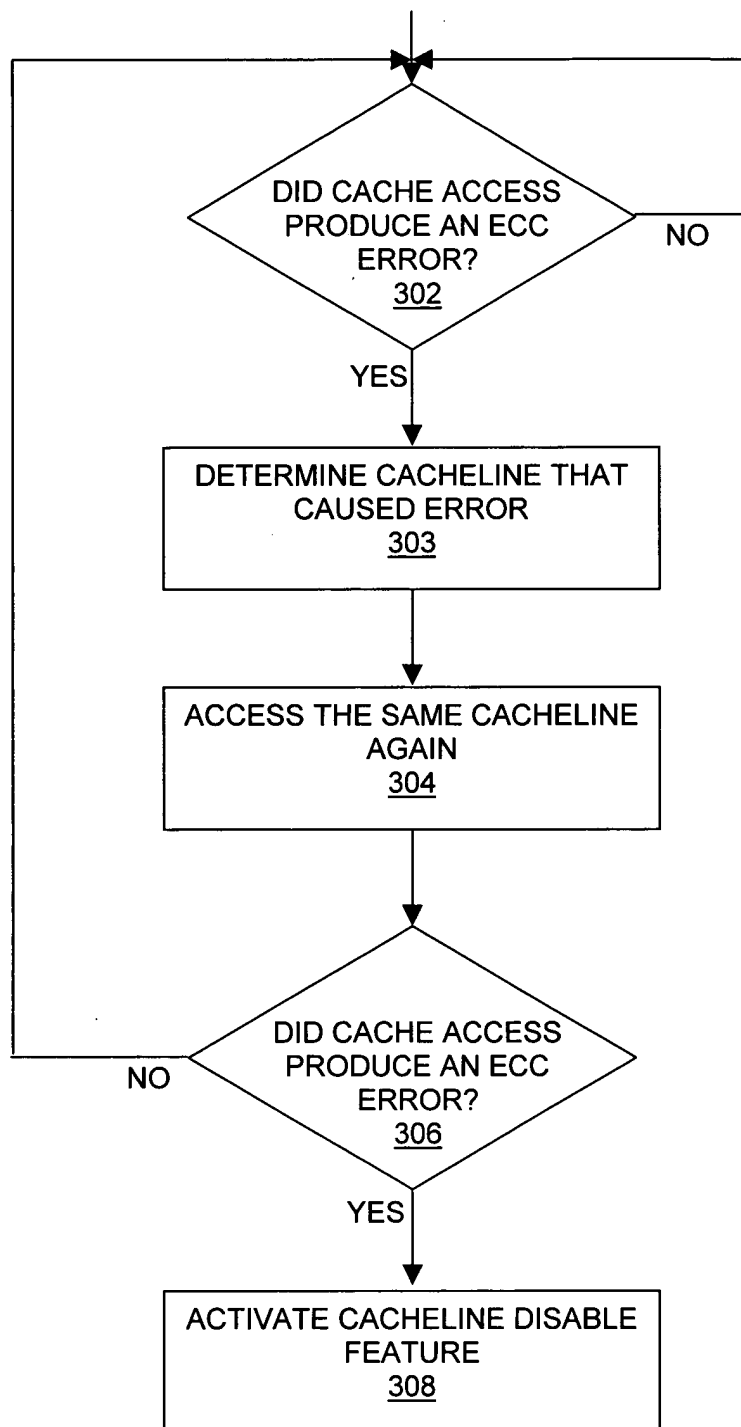 DID CACHE ACCESS
PRODUCE AN ECC
ERROR?
302
NO
YES
DETERMINE CACHELINE THAT
CAUSED ERROR
303
ACCESS THE SAME CACHELINE
AGAIN
304
DID CACHE ACCESS
PRODUCE AN ECC
ERROR?
306
NO
YES
ACTIVATE CACHELINE DISABLE
FEATURE
308